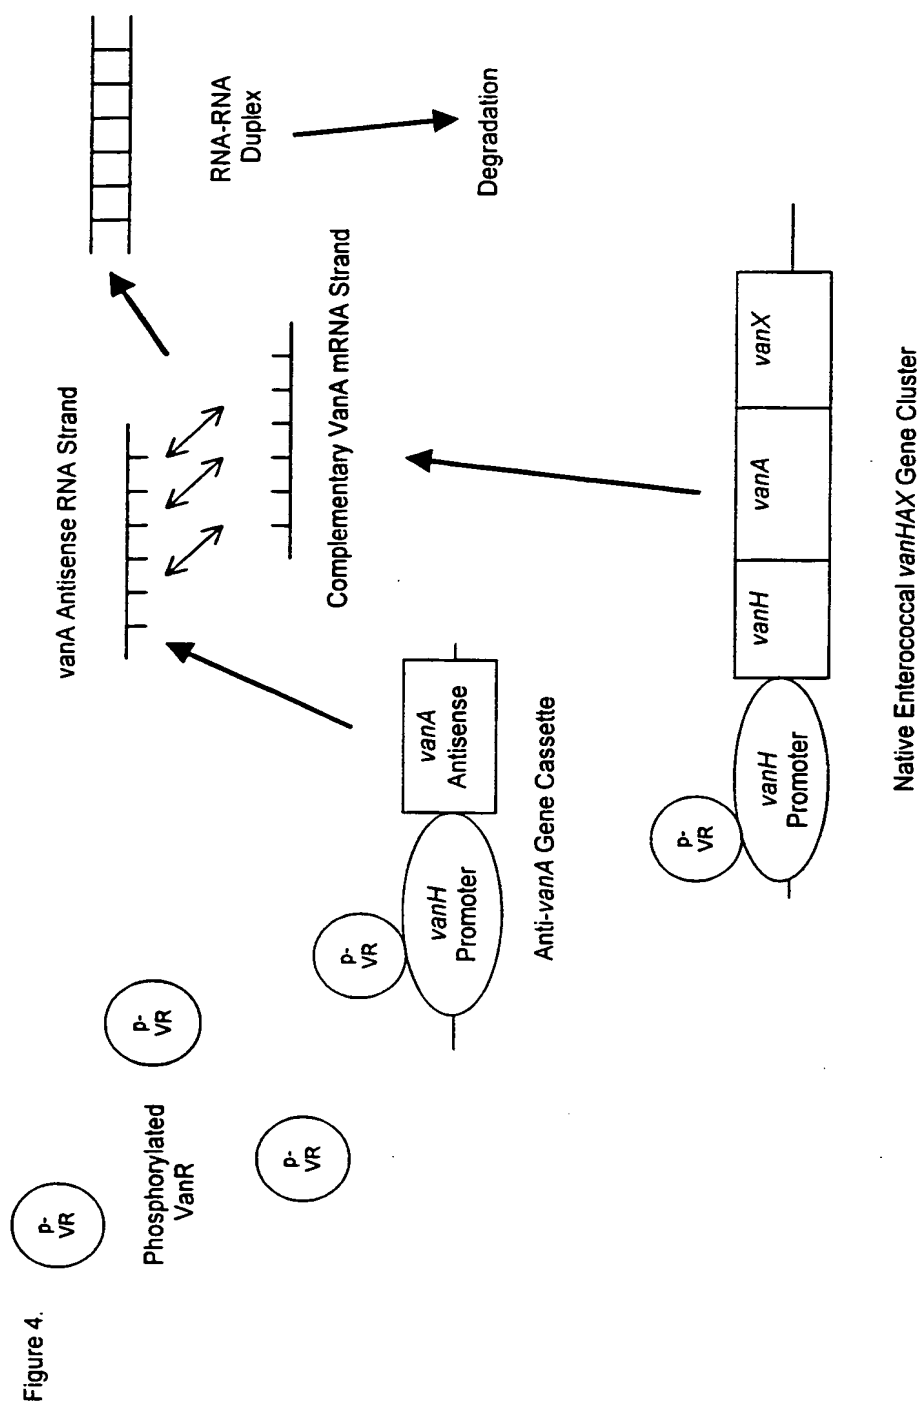 Figure 4.
p-
VR
Phosphorylated
VanR
p-
VR
p-
VR
p-
VR
vanH
Promoter
vanA
Antisense
Anti-vanA Gene Cassette
vanA Antisense RNA Strand
Complementary VanA mRNA Strand
RNA-RNA
Duplex
Degradation
p-
VR
vanH
Promoter
vanH
vanA
vanX
Native Enterococcal vanHAX Gene Cluster